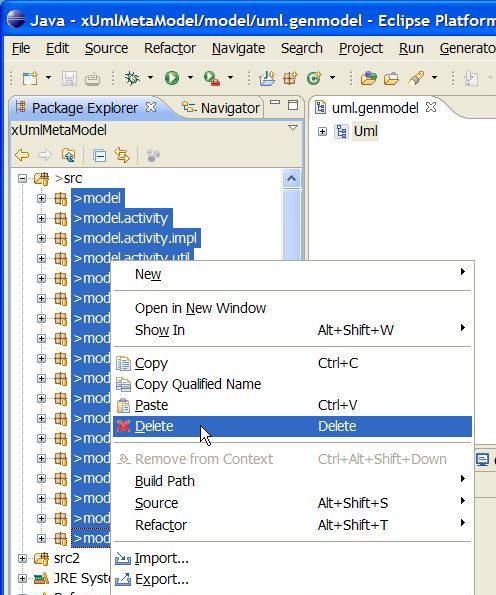 Java - xUmlMetaModel/model/uml.genmodel - Eclipse Platform
File Edit Source Refactor Navigate Search Project Run Generato
Package Explorer Navigator
uml.genmodel
xUmlMetaModel
Uml
>src
>model
>model.activity
>model.activity.impl
>model.activity.util
>mod
>mod
>mod
>mod
>mod
>mod
>mod
>mod
>mod
>mod
>mod
>mod
>mod
>mod
src2
JRE Syste
New
Open in New Window
Show In Alt+Shift+W
Copy Ctrl+C
Copy Qualified Name
Paste Ctrl+V
Delete Delete
Remove from Context Ctrl+Alt+Shift+Down
Build Path
Source Alt+Shift+S
Refactor Alt+Shift+T
Import...
Export...